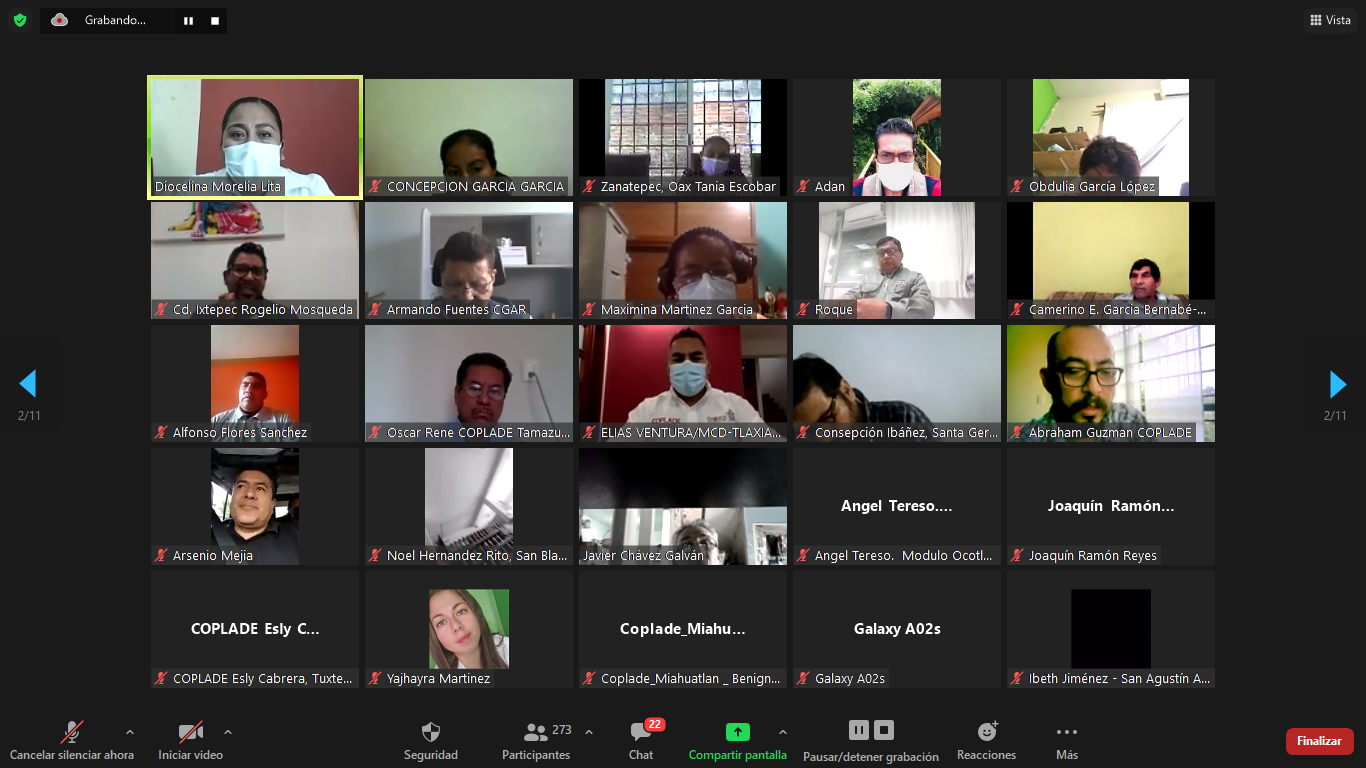 Grabando...
Vista
Diocelina Morelia Lita
CONCEPCION GARCIA GARCIA
Zanatepec, Oax Tania Escobar
Adan
Obdulia García López
Cd. Ixtepec Rogelio Mosqueda
Armando Fuentes CGAR
Maximina Martinez Garcia
Roque
Camerino E. Garcia Bernabé-...
Alfonso Flores Sanchez
Oscar Rene COPLADE Tamazu...
COPLADE
ELIAS VENTURA/MCD-TLAXIA...
Consepción Ibáñez, Santa Ger...
Abraham Guzman COPLADE
2/11
2/11
Arsenio Mejia
Noel Hernandez Rito, San Bla...
Javier Chávez Galván
Angel Tereso....
Angel Tereso. Modulo Ocotl...
Joaquín Ramón...
Joaquín Ramón Reyes
COPLADE Esly C...
COPLADE Esly Cabrera, Tuxte...
Yajhayra Martinez
Coplade_Miahu...
Coplade_Miahuatlan _ Benign...
Galaxy A02s
Galaxy A02s
Ibeth Jiménez - San Agustín A...
Cancelar silenciar ahora
Iniciar video
Seguridad
273
Participantes
22
Chat
Compartir pantalla
Pausar/detener grabación
Reacciones
Más
Finalizar